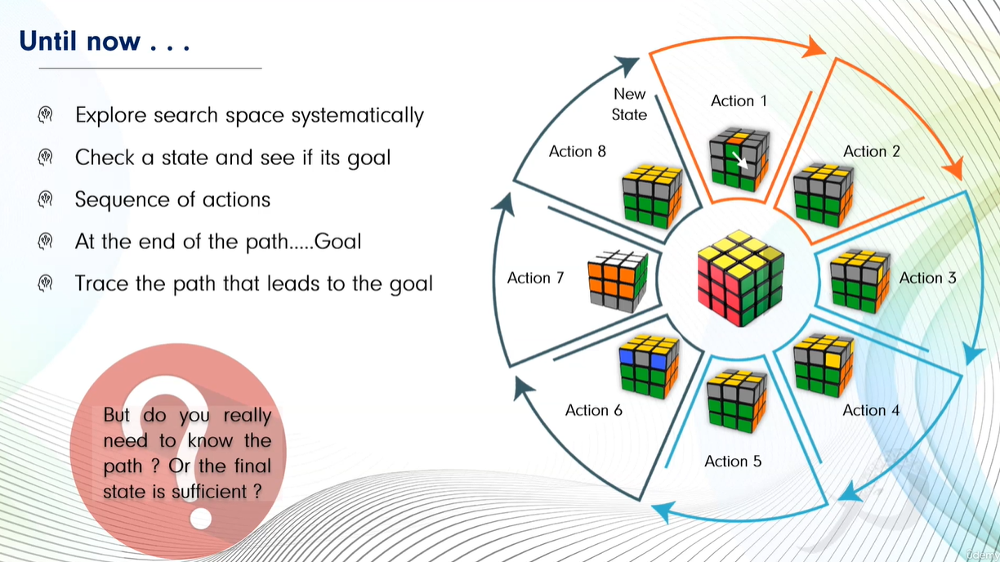 Until now . . .
Explore search space systematically
Check a state and see if its goal
Sequence of actions
At the end of the path.....Goal
Trace the path that leads to the goal
But do you really
need to know the
path ? Or the final
state is sufficient ?
New
State
Action 1
Action 2
Action 3
Action 4
Action 5
Action 6
Action 7
Action 8
ûdemy